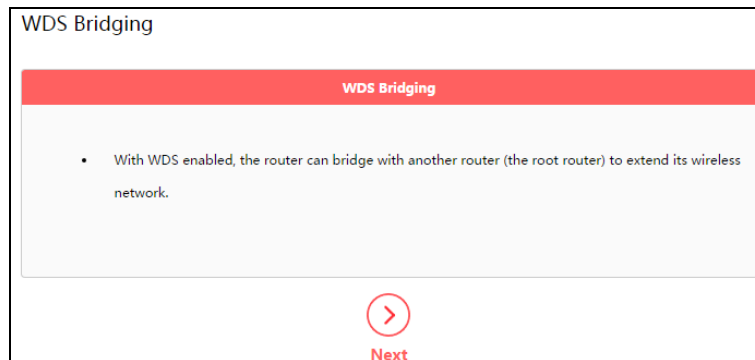 WDS Bridging
WDS Bridging
• With WDS enabled, the router can bridge with another router (the root router) to extend its wireless
network.
Next